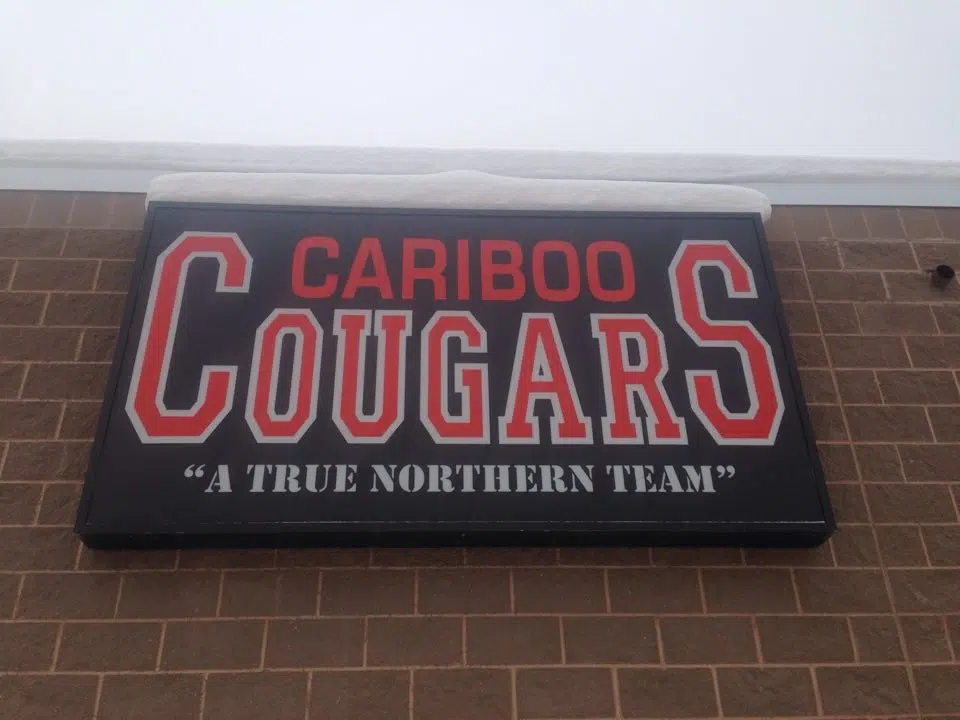 CARIBOO
COUGARS
“A TRUE NORTHERN TEAM”